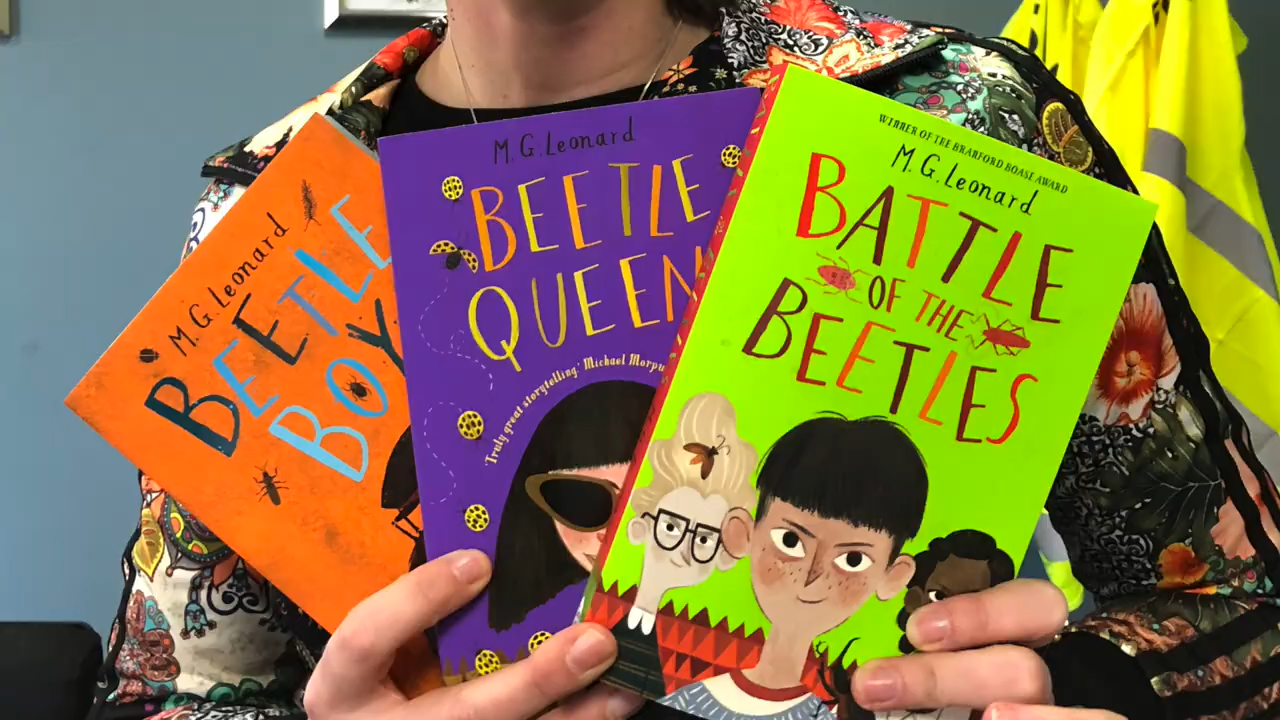 M.G. Leonard
BEETLE
BOY
M.G. Leonard
BEETLE
QUEEN
'Truly great storytelling.' Michael Morpu
WINNER OF THE BRANFORD BOASE AWARD
M.G. Leonard
BATTLE
OF THE
BEETLES